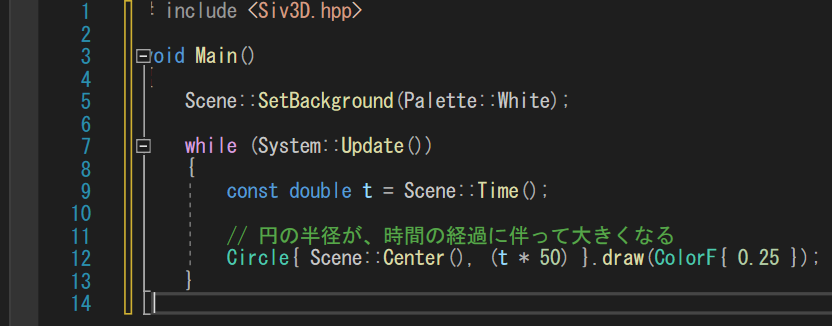 1 include <Siv3D.hpp>
2
3 void Main()
4
5 Scene::SetBackground(Palette::White);
6
7 while (System::Update())
8 {
9 const double t = Scene::Time();
10
11 // 円の半径が、時間の経過に伴って大きくなる
12 Circle{ Scene::Center(), (t * 50) }.draw(ColorF{ 0.25 });
13 }
14